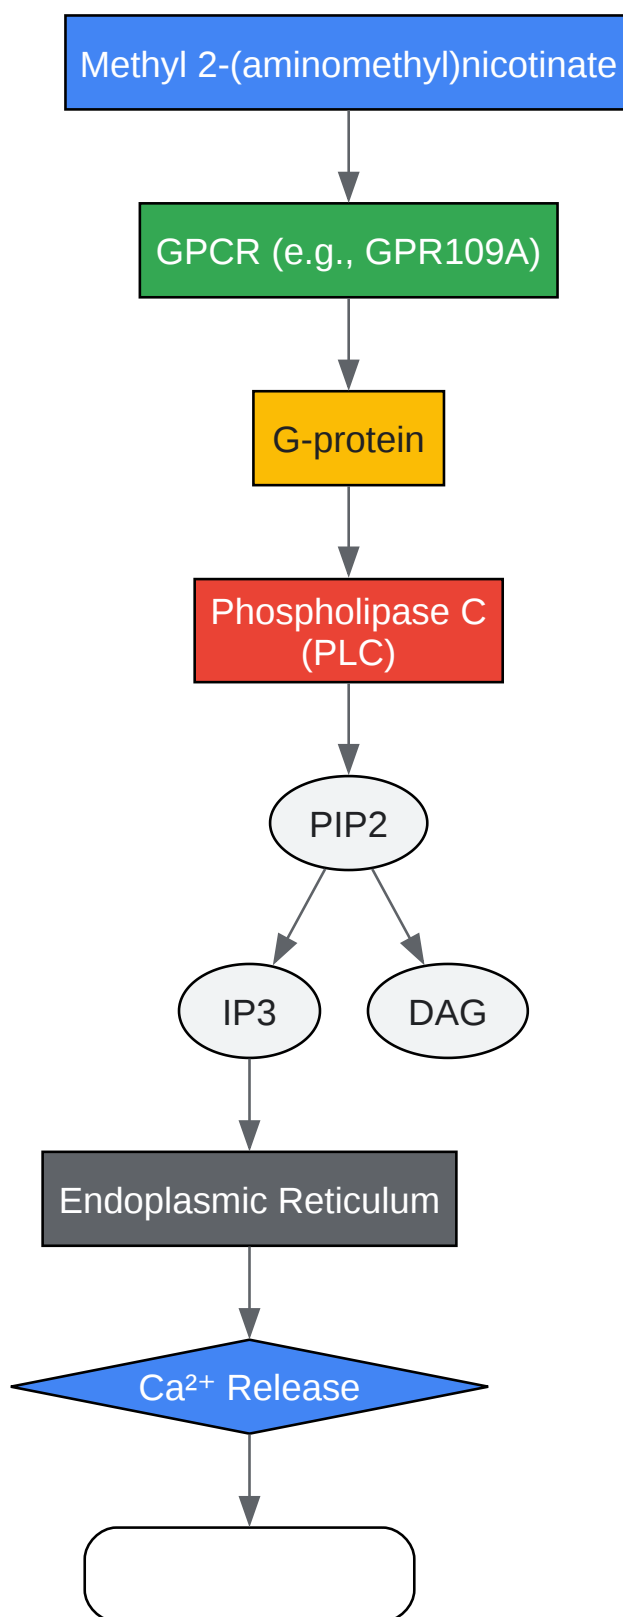 Methyl 2-(aminomethyl)nicotinate
GPCR (e.g., GPR109A)
G-protein
Phospholipase C
(PLC)
PIP2
IP3
DAG
Endoplasmic Reticulum
Ca²⁺ Release